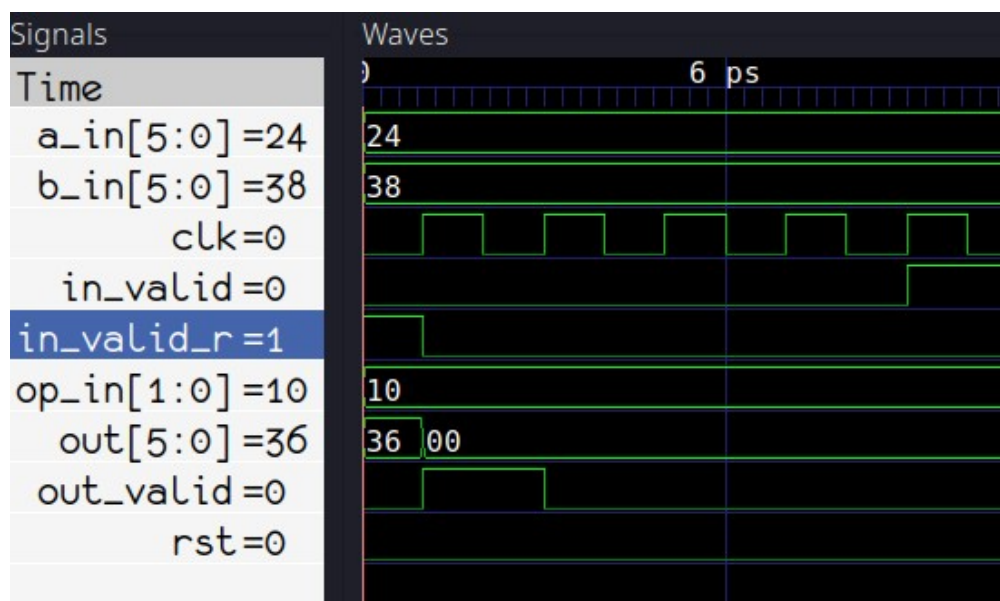 Signals
Waves
Time
0
6 ps
a_in[5:0]=24
24
b_in[5:0]=38
38
clk=0
in_valid=0
in_valid_r=1
op_in[1:0]=10
10
out[5:0]=36
36 00
out_valid=0
rst=0